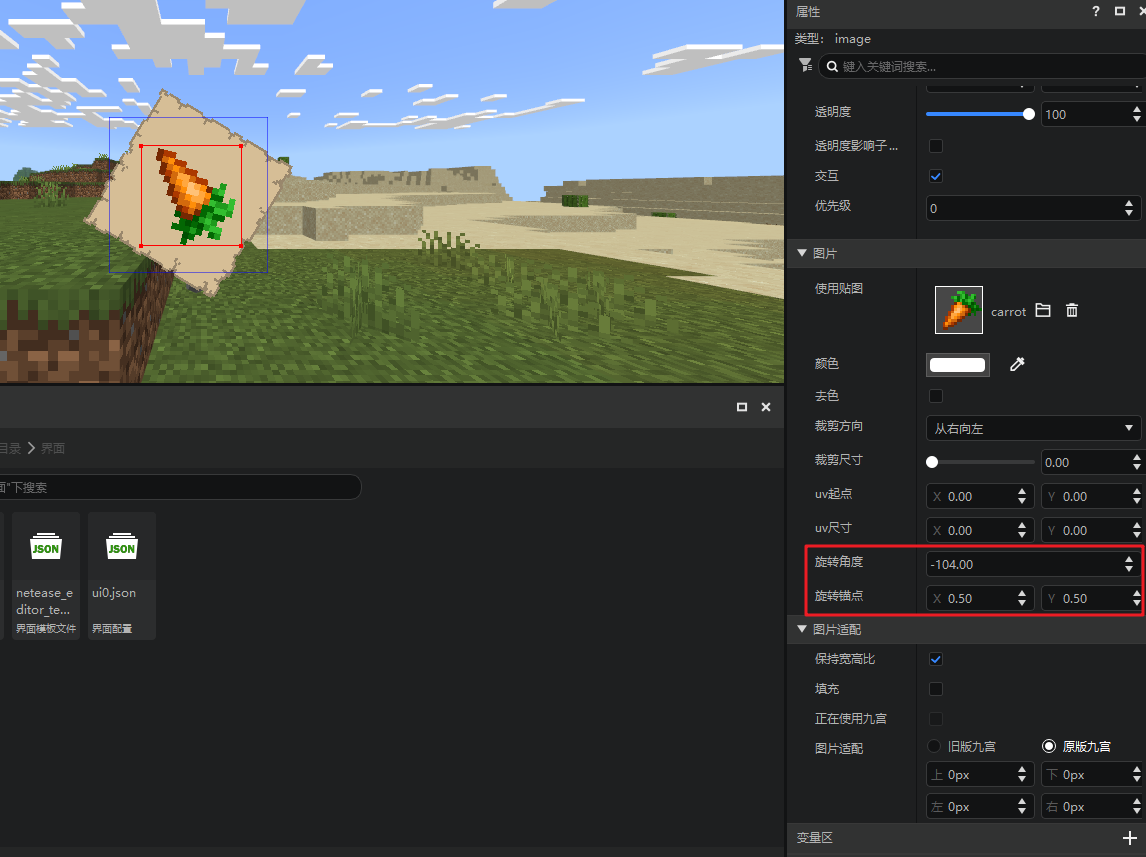 属性
?
类型: image
键入关键词搜索...
透明度
100
透明度影响子 ...
交互
优先级
0
图片
使用贴图
carrot
颜色
去色
裁剪方向
从右向左
裁剪尺寸
0.00
uv起点
X 0.00
Y 0.00
uv尺寸
X 0.00
Y 0.00
旋转角度
-104.00
旋转锚点
X 0.50
Y 0.50
图片适配
保持宽高比
填充
正在使用九宫
图片适配
旧版九宫
原版九宫
上 0px
下 0px
左 0px
右 0px
变量区
目录 > 界面
面"下搜索
JSON
netease_e
ditor_te...
界面模板文件
JSON
ui0.json
界面配置